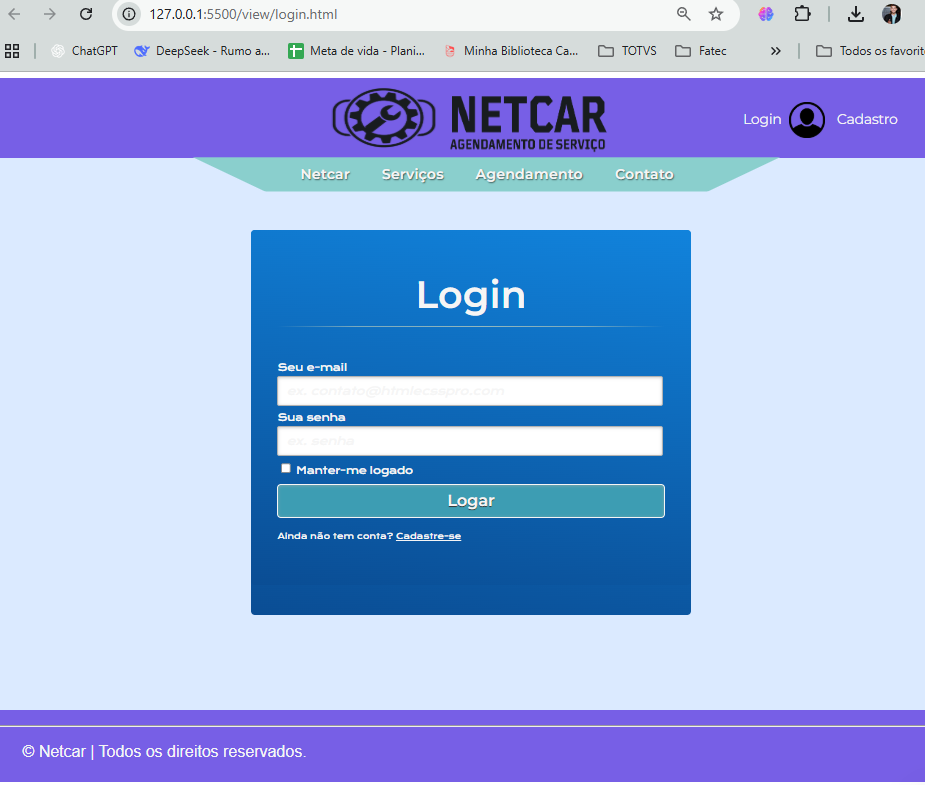 127.0.0.1:5500/view/login.html
ChatGPT
DeepSeek - Rumo a...
Meta de vida - Plani...
Minha Biblioteca Ca...
TOTVS
Fatec
»
Todos os favorit
NETCAR
AGENDAMENTO DE SERVIÇO
Login
Cadastro
Netcar
Serviços
Agendamento
Contato
Login
Seu e-mail
ex. contato@htmlecsspro.com
Sua senha
ex. senha
Manter-me logado
Logar
Ainda não tem conta? Cadastre-se
© Netcar | Todos os direitos reservados.